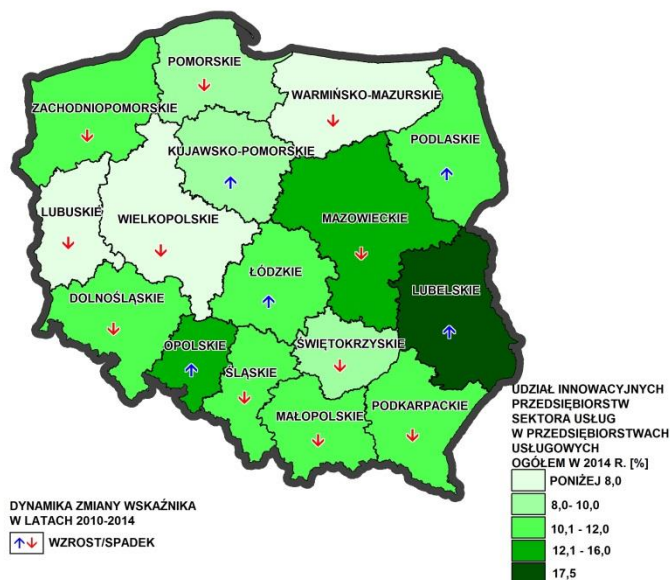 POMORSKIE
WARMIŃSKO-MAZURSKIE
ZACHODNIOPOMORSKIE
PODLASKIE
KUJAWSKO-POMORSKIE
LUBUSKIE
WIELKOPOLSKIE
MAZOWIECKIE
ŁÓDZKIE
LUBELSKIE
DOLNOŚLĄSKIE
OPOLSKIE
ŚWIĘTOKRZYSKIE
ŚLĄSKIE
MAŁOPOLSKIE
PODKARPACKIE
UDZIAŁ INNOWACYJNYCH
PRZEDSIĘBIORSTW
SEKTORA USŁUG
W PRZEDSIĘBIORSTWACH
USŁUGOWYCH
OGÓŁEM W 2014 R. [%]
PONIŻEJ 8,0
8,0- 10,0
10,1 - 12,0
12,1 - 16,0
17,5
DYNAMIKA ZMIANY WSKAŹNIKA
W LATACH 2010-2014
WZROST/SPADEK